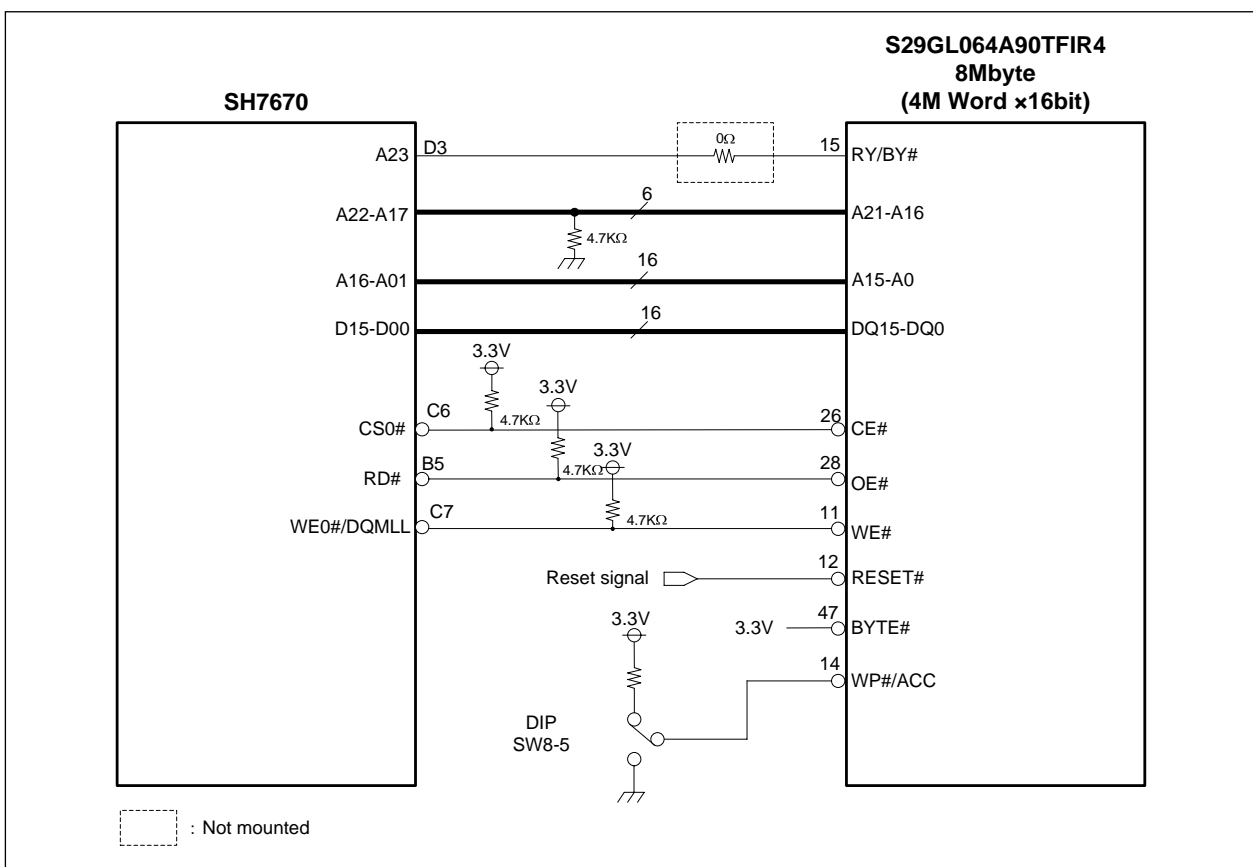 S29GL064A90TFIR4
8Mbyte
(4M Word ×16bit)
SH7670
0Ω
A23 D3 15 RY/BY#
A22-A17 6 A21-A16
4.7KΩ
A16-A01 16 A15-A0
D15-D00 16 DQ15-DQ0
3.3V
3.3V
CS0# C6 4.7KΩ 26 CE#
3.3V
RD# B5 4.7KΩ 28 OE#
WE0#/DQMLL C7 4.7KΩ 11 WE#
Reset signal 12 RESET#
3.3V 3.3V 47 BYTE#
14 WP#/ACC
DIP
SW8-5
: Not mounted